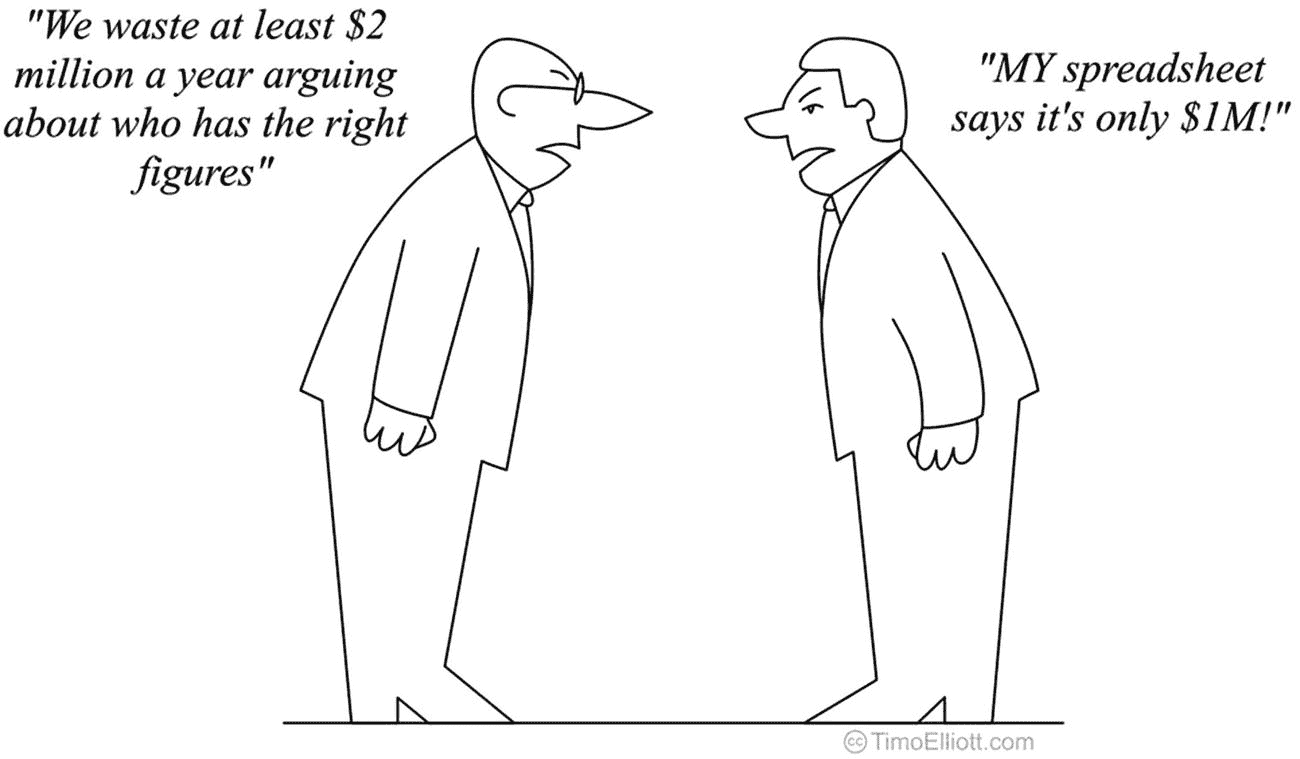 "We waste at least $2
million a year arguing
about who has the right
figures"
"MY spreadsheet
says it's only $1M!"
cc TimoElliott.com